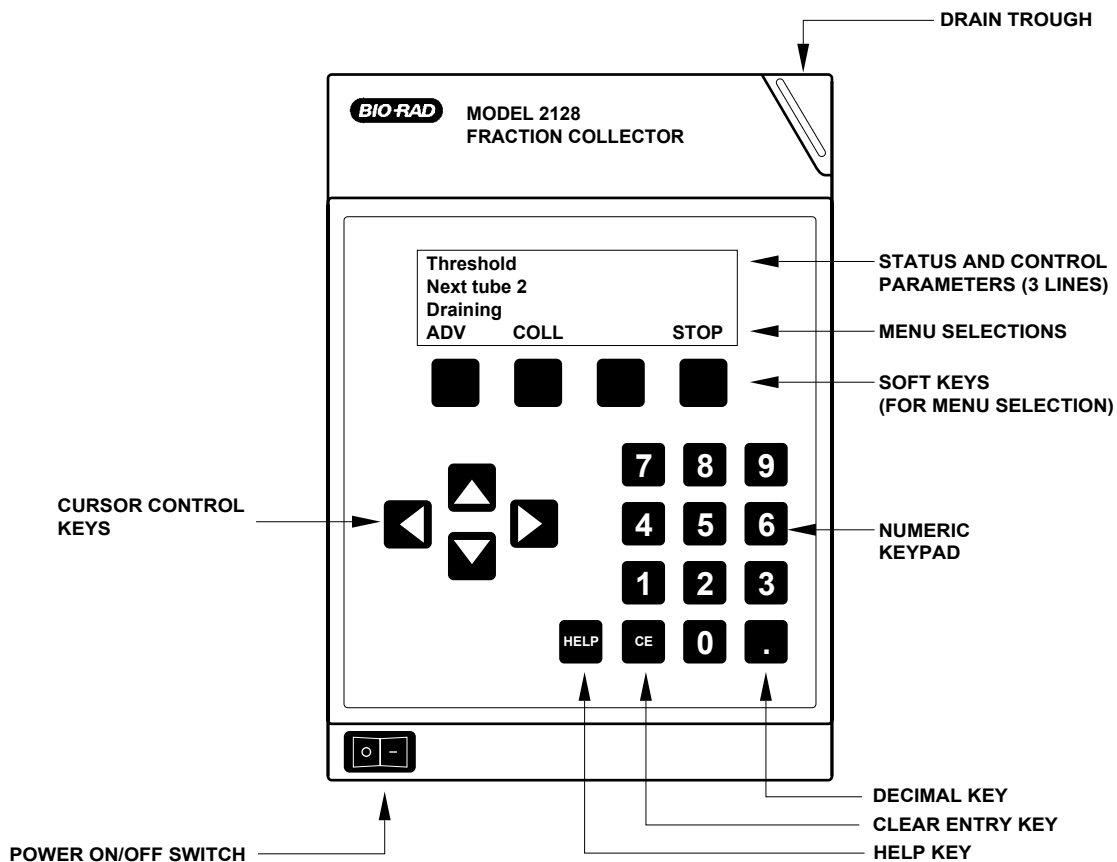 DRAIN TROUGH
BIO-RAD
MODEL 2128
FRACTION COLLECTOR
Threshold
Next tube 2
Draining
ADV COLL STOP
STATUS AND CONTROL
PARAMETERS (3 LINES)
MENU SELECTIONS
SOFT KEYS
(FOR MENU SELECTION)
CURSOR CONTROL
KEYS
7 8 9
4 5 6
1 2 3
HELP CE 0 .
NUMERIC
KEYPAD
O –
DECIMAL KEY
CLEAR ENTRY KEY
HELP KEY
POWER ON/OFF SWITCH